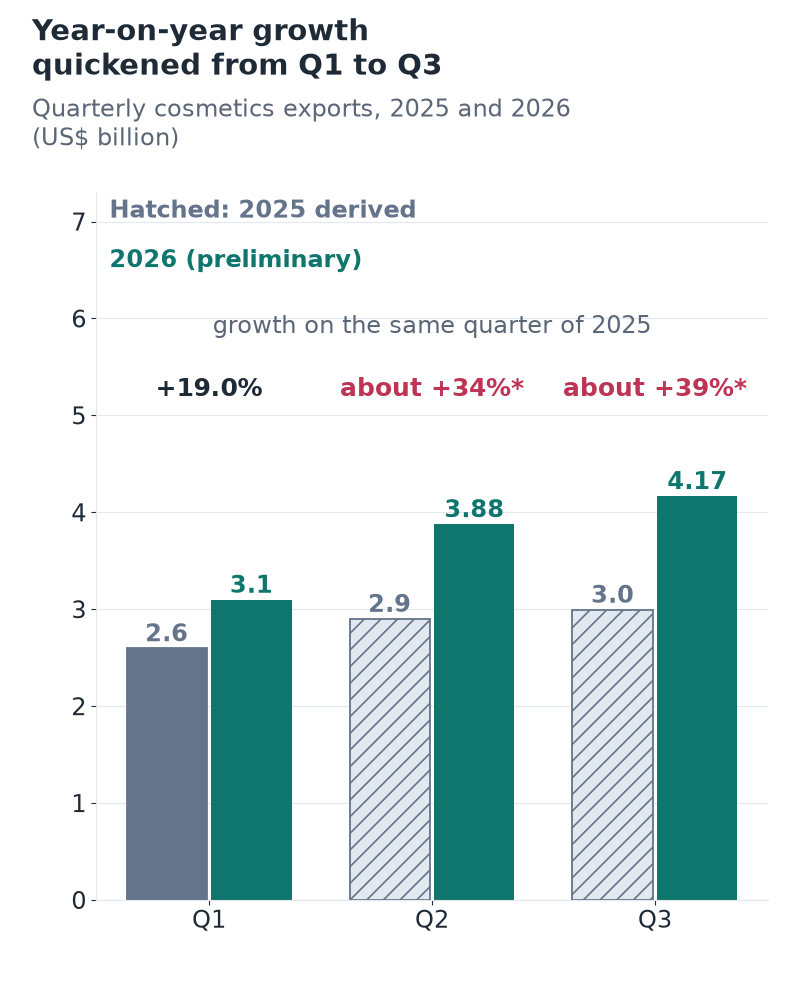 Year-on-year growth
quickened from Q1 to Q3
Quarterly cosmetics exports, 2025 and 2026
(US$ billion)
Hatched: 2025 derived
2026 (preliminary)
growth on the same quarter of 2025
+19.0% about +34%* about +39%*
7
6
5
4
3
2
1
0
2.6 3.1 2.9 3.88 3.0 4.17
Q1 Q2 Q3